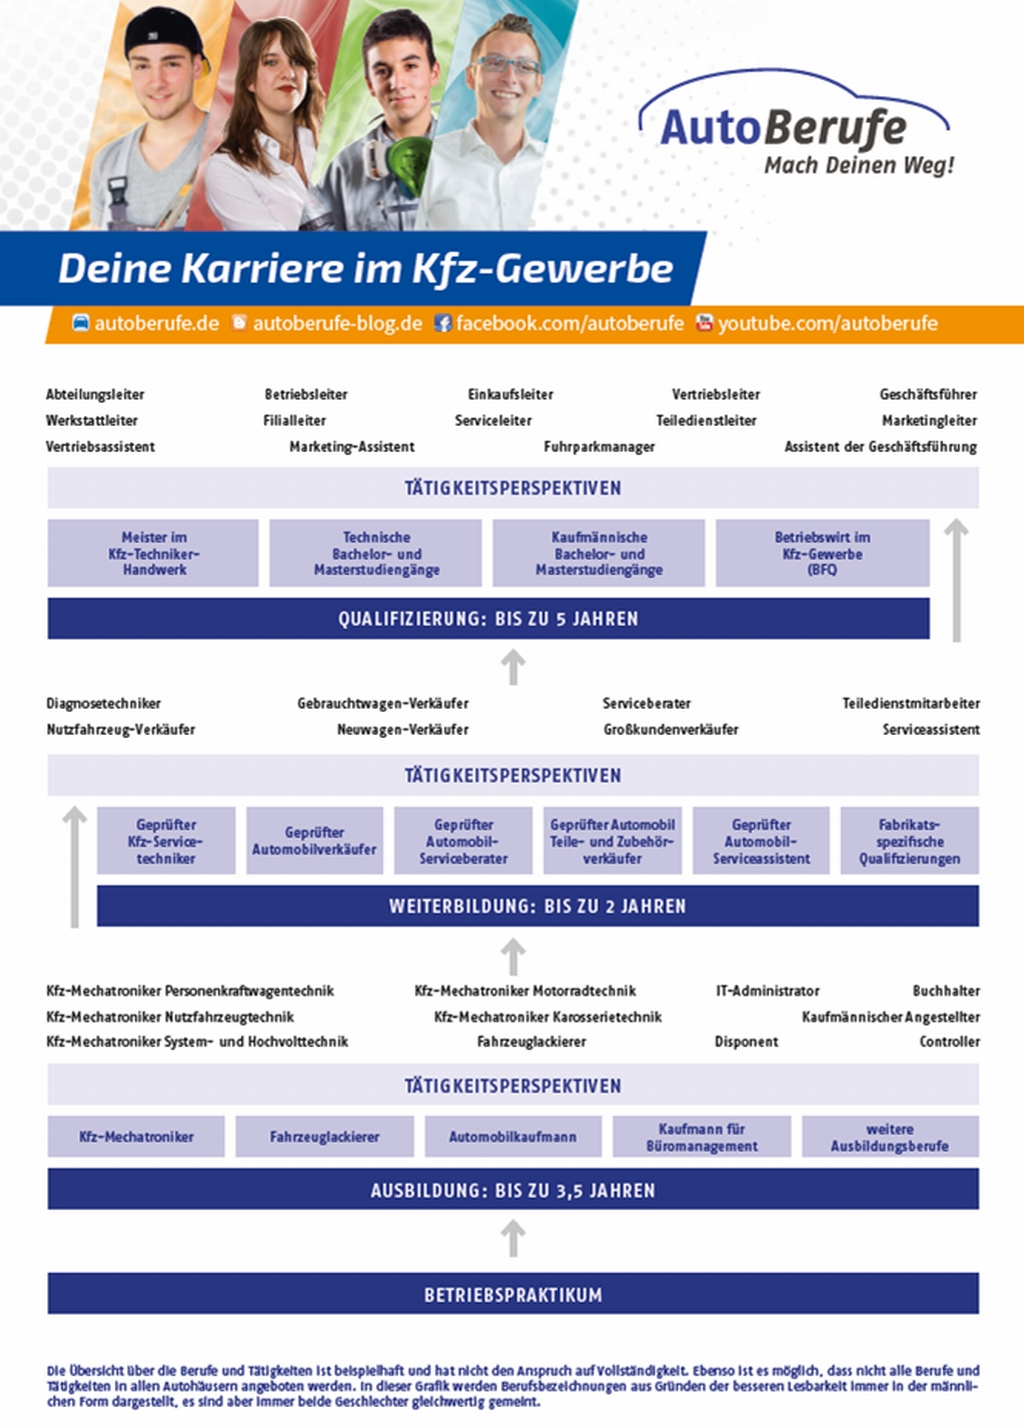 AutoBerufe
Mach Deinen Weg!
Deine Karriere im Kfz-Gewerbe
autoberufe.de autoberufe-blog.de facebook.com/autoberufe youtube.com/autoberufe
Abteilungsleiter Betriebsleiter Einkaufsleiter Vertriebsleiter Geschäftsführer
Werkstattleiter Filialleiter Serviceleiter Teiledienstleiter Marketingleiter
Vertriebsassistent Marketing-Assistent Fuhrparkmanager Assistent der Geschäftsführung
TÄTIGKEITSPERSPEKTIVEN
Meister im
Kfz-Techniker-
Handwerk
Technische
Bachelor- und
Masterstudiengänge
Kaufmännische
Bachelor- und
Masterstudiengänge
Betriebswirt im
Kfz-Gewerbe
(BFQ)
QUALIFIZIERUNG: BIS ZU 5 JAHREN
Diagnosetechniker Gebrauchtwagen-Verkäufer Serviceberater Teiledienstmitarbeiter
Nutzfahrzeug-Verkäufer Neuwagen-Verkäufer Großkundenverkäufer Serviceassistent
TÄTIGKEITSPERSPEKTIVEN
Geprüfter
Kfz-Service-
techniker
Geprüfter
Automobilverkäufer
Geprüfter
Automobil-
Serviceberater
Geprüfter Automobil
Teile- und Zubehör-
verkäufer
Geprüfter
Automobil-
Serviceassistent
Fabrikats-
spezifische
Qualifizierungen
WEITERBILDUNG: BIS ZU 2 JAHREN
Kfz-Mechatroniker Personenkraftwagentechnik Kfz-Mechatroniker Motorradtechnik IT-Administrator Buchhalter
Kfz-Mechatroniker Nutzfahrzeugtechnik Kfz-Mechatroniker Karosserietechnik Kaufmännischer Angestellter
Kfz-Mechatroniker System- und Hochvolttechnik Fahrzeuglackierer Disponent Controller
TÄTIGKEITSPERSPEKTIVEN
Kfz-Mechatroniker
Fahrzeuglackierer
Automobilkaufmann
Kaufmann für
Büromanagement
weitere
Ausbildungsberufe
AUSBILDUNG: BIS ZU 3,5 JAHREN
BETRIEBSPRAKTIKUM
Die Übersicht über die Berufe und Tätigkeiten ist beispielhaft und hat nicht den Anspruch auf Vollständigkeit. Ebenso ist es möglich, dass nicht alle Berufe und
Tätigkeiten in allen Autohäusern angeboten werden. In dieser Grafik werden Berufsbezeichnungen aus Gründen der besseren Lesbarkeit immer in der männli-
chen Form dargestellt, es sind aber immer beide Geschlechter gleichwertig gemeint.